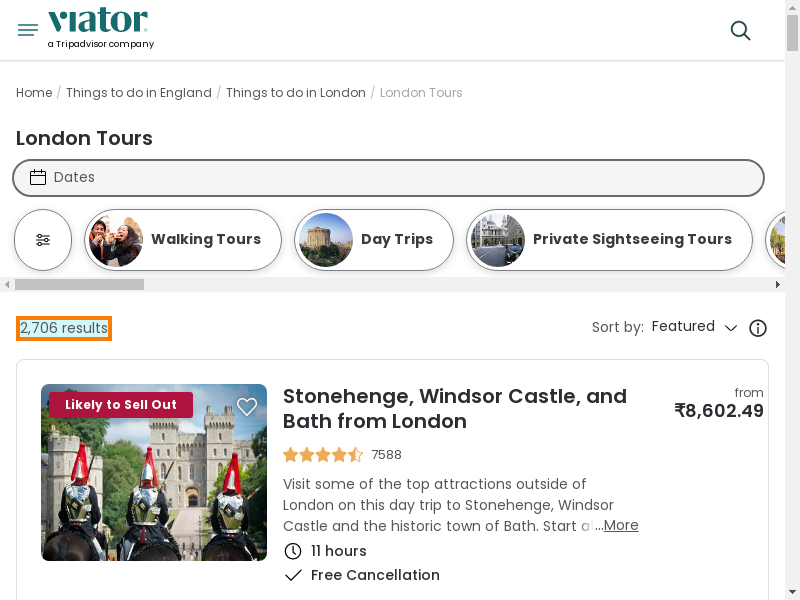 viator
a Tripadvisor company
Home / Things to do in England / Things to do in London / London Tours
London Tours
Dates
Walking Tours
Day Trips
Private Sightseeing Tours
2,706 results
Sort by: Featured
Likely to Sell Out
Stonehenge, Windsor Castle, and
Bath from London
from
₹8,602.49
7588
Visit some of the top attractions outside of
London on this day trip to Stonehenge, Windsor
Castle and the historic town of Bath. Start a...More
11 hours
Free Cancellation